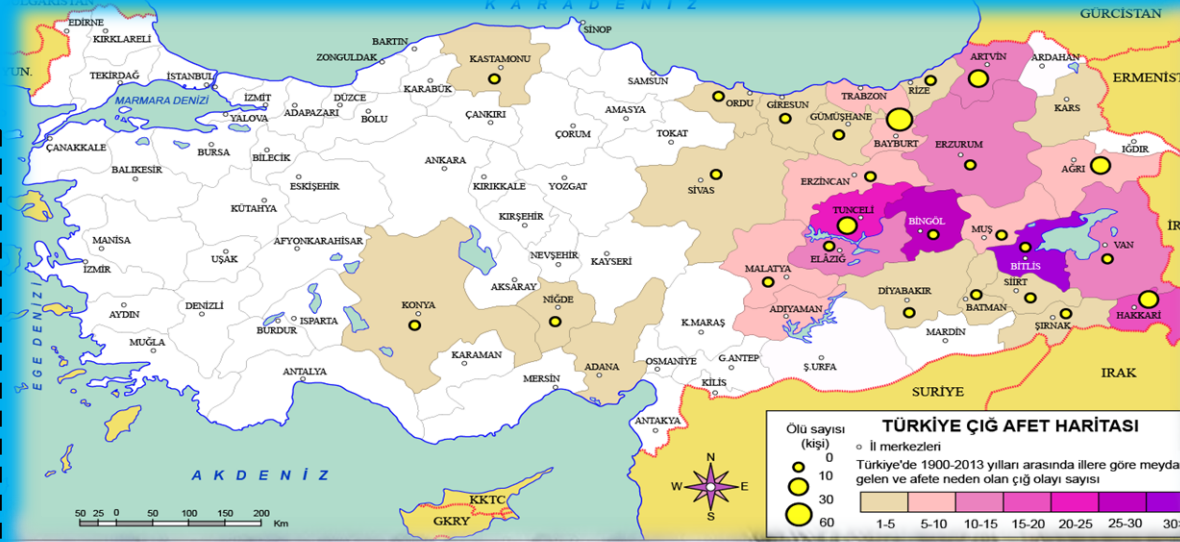 KARADENİZ
GÜRCİSTAN
EDİRNE
KIRKLARELİ
SİNOP
BARTIN
ZONGULDAK
KASTAMONU
ARTVİN
ARDAHAN
TEKİRDAĞ
İSTANBUL
KARABÜK
SAMSUN
RİZE
MARMARA DENİZİ
İZMİT
DÜZCE
ORDU
GİRESUN
TRABZON
KARS
YALOVA
ADAPAZARI
BOLU
ÇANKIRI
AMASYA
GÜMÜŞHANE
ÇORUM
TOKAT
BAYBURT
ERZURUM
IĞDIR
ÇANAKKALE
BURSA
BİLECİK
ANKARA
AĞRI
BALIKESİR
ESKİŞEHİR
KIRIKKALE
YOZGAT
SİVAS
ERZİNCAN
KÜTAHYA
KIRŞEHİR
TUNCELİ
BİNGÖL
MUŞ
VAN
MANİSA
AFYONKARAHİSAR
UŞAK
NEVŞEHİR
KAYSERİ
ELÂZIĞ
BİTLİS
İZMİR
MALATYA
SİİRT
AKSARAY
NİĞDE
DİYABAKIR
BATMAN
EGE DENİZİ
AYDIN
DENİZLİ
KONYA
ADIYAMAN
HAKKARİ
BURDUR
ISPARTA
K.MARAŞ
MARDİN
ŞIRNAK
MUĞLA
KARAMAN
ADANA
OSMANİYE
G.ANTEP
Ş.URFA
ANTALYA
MERSİN
KİLİS
IRAK
SURİYE
ANTAKYA
AKDENİZ
KKTC
GKRY
N
W
E
S
50 25 0 50 100 150 200
Km
TÜRKİYE ÇIĞ AFET HARİTASI
Ölü sayısı
(kişi)
0
10
30
60
İl merkezleri
Türkiye'de 1900-2013 yılları arasında illere göre meyda
gelen ve afete neden olan çığ olayı sayısı
1-5 5-10 10-15 15-20 20-25 25-30